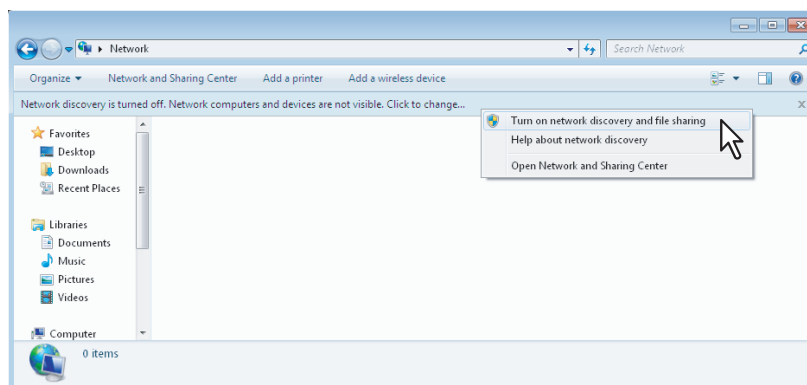 Network
Search Network
Organize
Network and Sharing Center
Add a printer
Add a wireless device
Network discovery is turned off. Network computers and devices are not visible. Click to change...
Turn on network discovery and file sharing
Help about network discovery
Open Network and Sharing Center
Favorites
Desktop
Downloads
Recent Places
Libraries
Documents
Music
Pictures
Videos
Computer
0 items